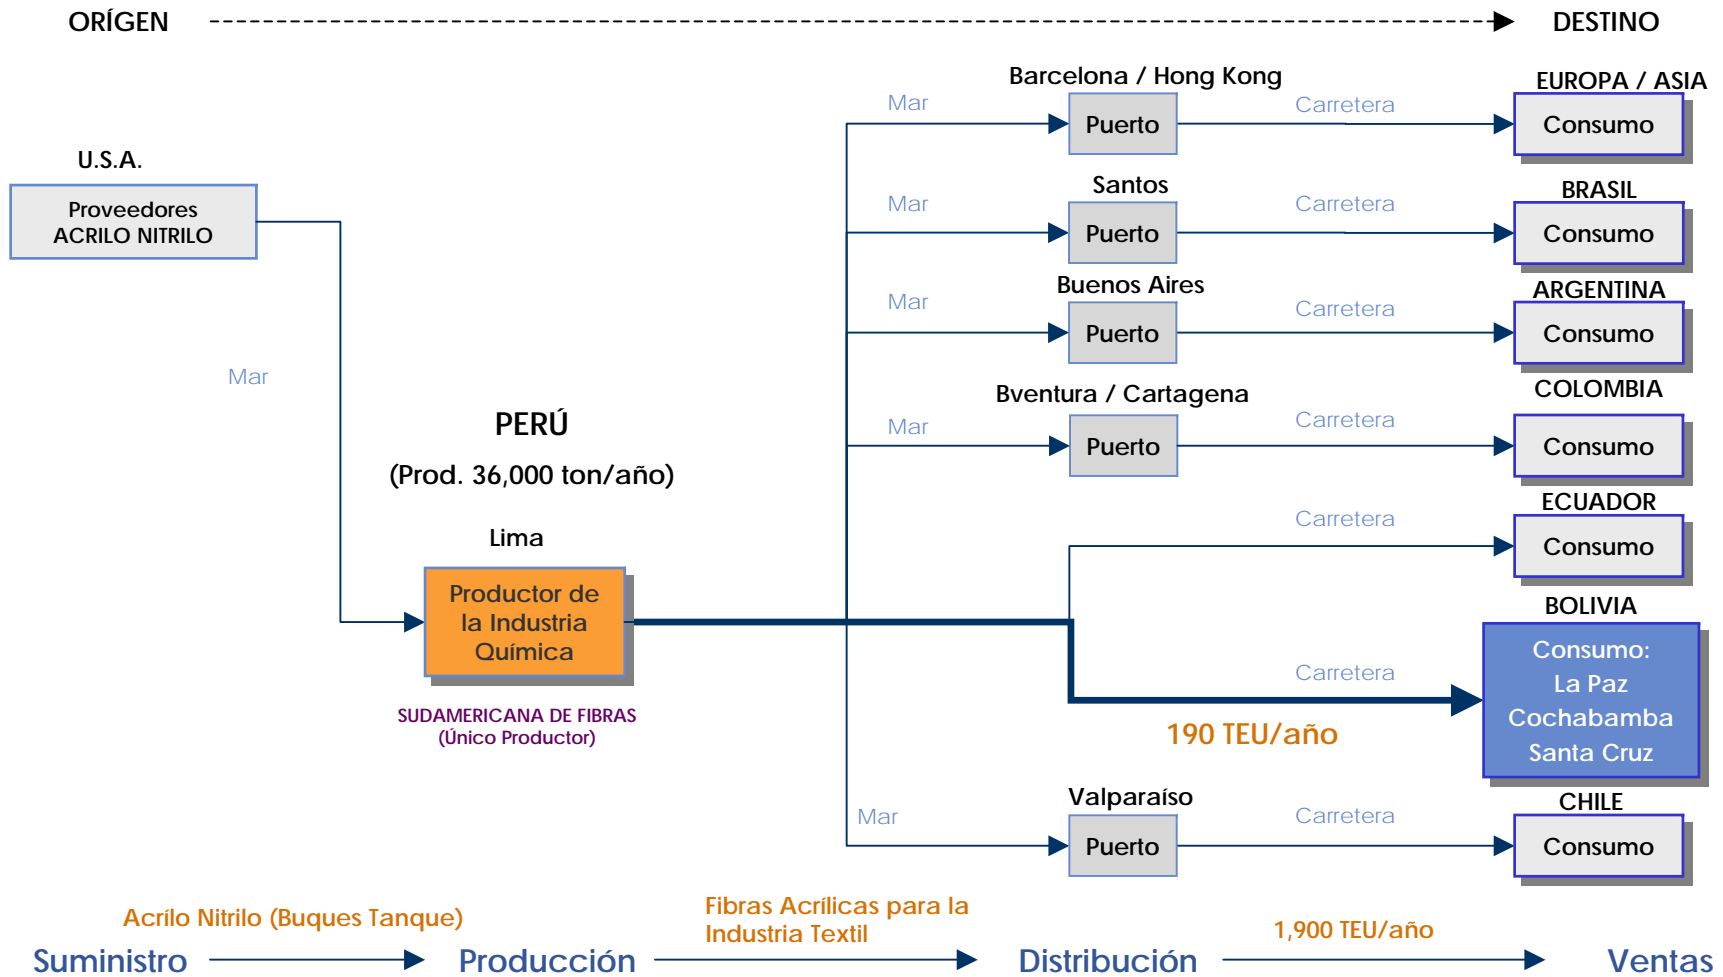 ORÍGEN
DESTINO
Barcelona / Hong Kong
EUROPA / ASIA
Mar
Carretera
Puerto
Consumo
U.S.A.
Proveedores
ACRILO NITRILO
Santos
BRASIL
Mar
Carretera
Puerto
Consumo
Buenos Aires
ARGENTINA
Mar
Carretera
Puerto
Consumo
Mar
Bventura / Cartagena
COLOMBIA
Mar
Carretera
Puerto
Consumo
PERÚ
(Prod. 36,000 ton/año)
Lima
Productor de
la Industria
Química
SUDAMERICANA DE FIBRAS
(Único Productor)
ECUADOR
Carretera
Consumo
BOLIVIA
Carretera
190 TEU/año
Consumo:
La Paz
Cochabamba
Santa Cruz
Valparaíso
CHILE
Mar
Carretera
Puerto
Consumo
Acrílo Nitrilo (Buques Tanque)
Fibras Acrílicas para la
Industria Textil
1,900 TEU/año
Suministro
Producción
Distribución
Ventas